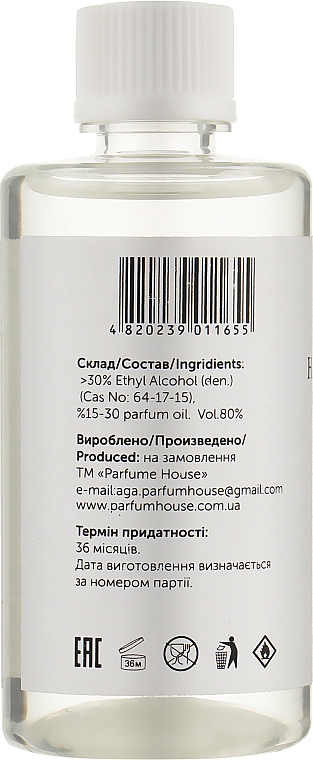 4 820239 011655
Склад/Состав/Ingridients:
>30% Ethyl Alcohol (den.)
(Cas No: 64-17-15),
%15-30 parfum oil. Vol.80%
Вироблено/Произведено/
Produced: на замовлення
ТМ «Parfume House»
e-mail:aga.parfumhouse@gmail.com
www.parfumhouse.com.ua
Термін придатності:
36 місяців.
Дата виготовлення визначається
за номером партії.
EAC
36м